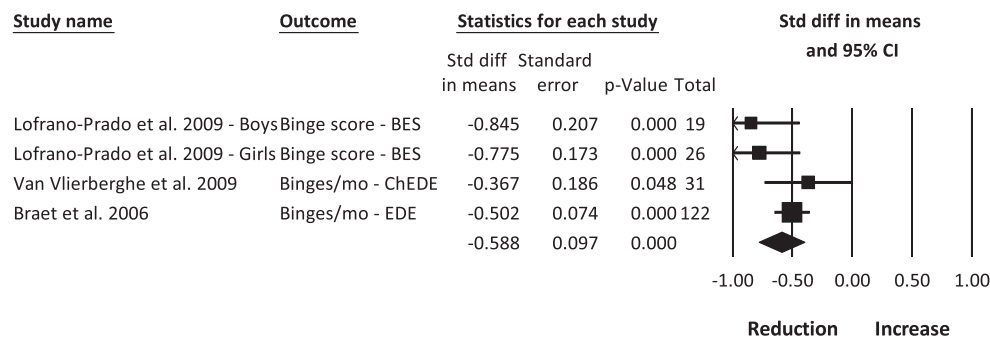 Study name Outcome Statistics for each study Std diff in means
and 95% CI
Std diff Standard
in means error p-Value Total
Lofrano-Prado et al. 2009 - Boys Binge score - BES -0.845 0.207 0.000 19
Lofrano-Prado et al. 2009 - Girls Binge score - BES -0.775 0.173 0.000 26
Van Vlierberghe et al. 2009 Binges/mo - ChEDE -0.367 0.186 0.048 31
Braet et al. 2006 Binges/mo - EDE -0.502 0.074 0.000 122
-0.588 0.097 0.000
-1.00 -0.50 0.00 0.50 1.00
Reduction Increase